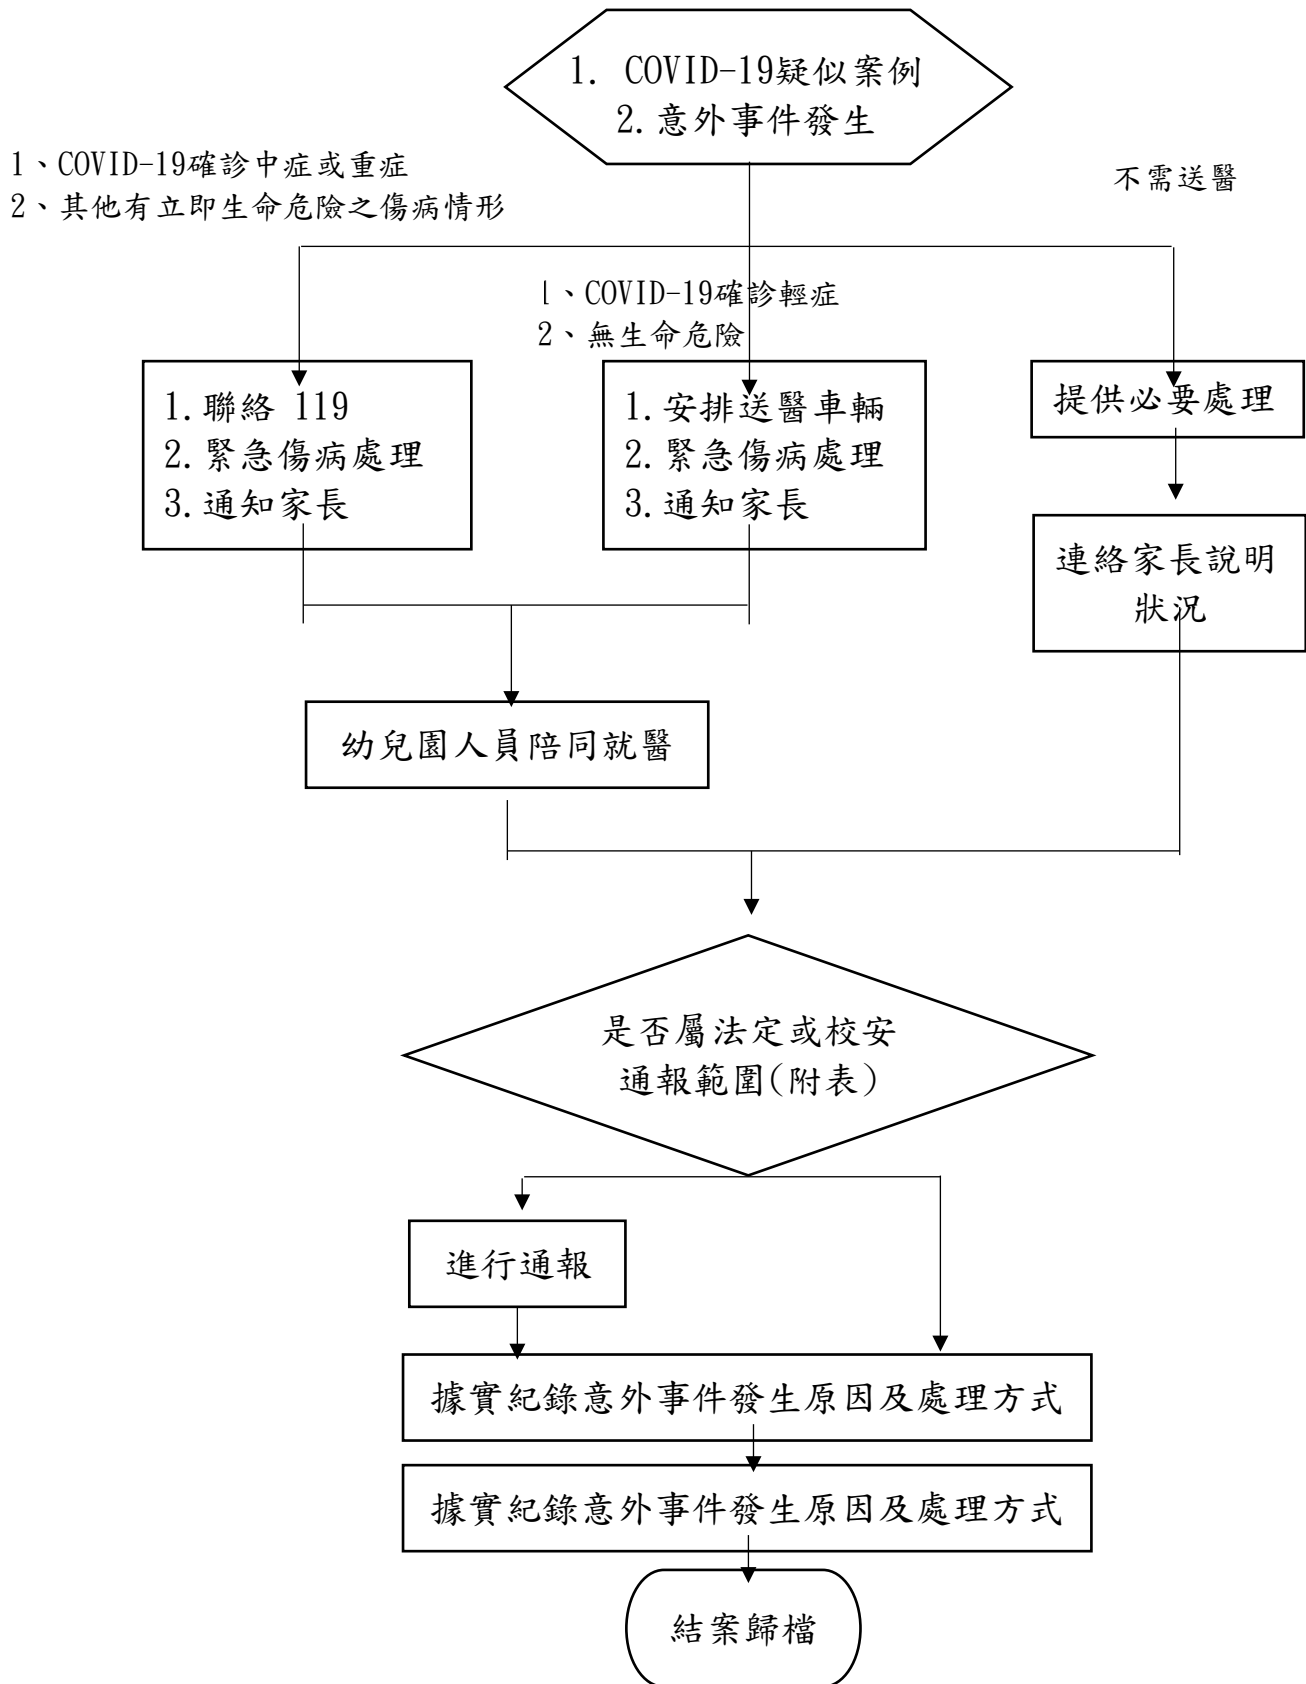 1. COVID-19疑似案例
2.意外事件發生
1、COVID-19確診中症或重症
2、其他有立即生命危險之傷病情形
不需送醫
1、COVID-19確診輕症
2、無生命危險
1.聯絡 119
2.緊急傷病處理
3.通知家長
1.安排送醫車輛
2.緊急傷病處理
3.通知家長
提供必要處理
連絡家長說明
狀況
幼兒園人員陪同就醫
是否屬法定或校安
通報範圍(附表)
進行通報
據實紀錄意外事件發生原因及處理方式
據實紀錄意外事件發生原因及處理方式
結案歸檔